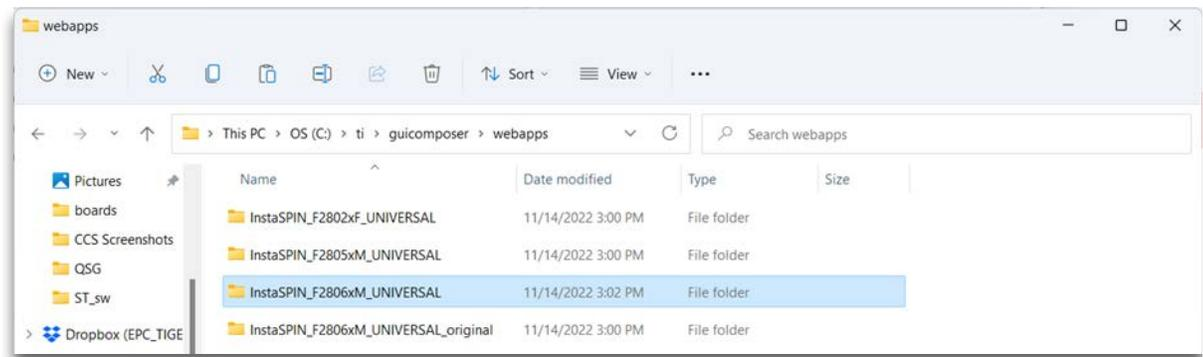 webapps
New
Sort
View
This PC > OS (C:) > ti > guicomposer > webapps
Search webapps
Pictures
boards
CCS Screenshots
QSG
ST_sw
Dropbox (EPC_TIGE
Name Date modified Type Size
InstaSPIN_F2802xF_UNIVERSAL 11/14/2022 3:00 PM File folder
InstaSPIN_F2805xM_UNIVERSAL 11/14/2022 3:00 PM File folder
InstaSPIN_F2806xM_UNIVERSAL 11/14/2022 3:02 PM File folder
InstaSPIN_F2806xM_UNIVERSAL_original 11/14/2022 3:00 PM File folder